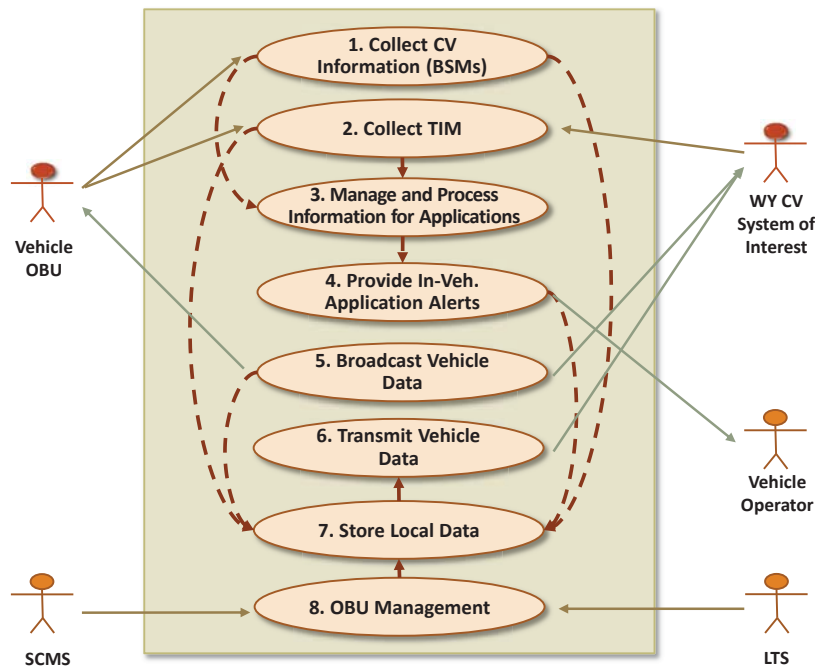 1. Collect CV
Information (BSMs)
2. Collect TIM
3. Manage and Process
Information for Applications
4. Provide In-Veh.
Application Alerts
5. Broadcast Vehicle
Data
6. Transmit Vehicle
Data
7. Store Local Data
8. OBU Management
Vehicle
OBU
WY CV
System of
Interest
Vehicle
Operator
SCMS
LTS